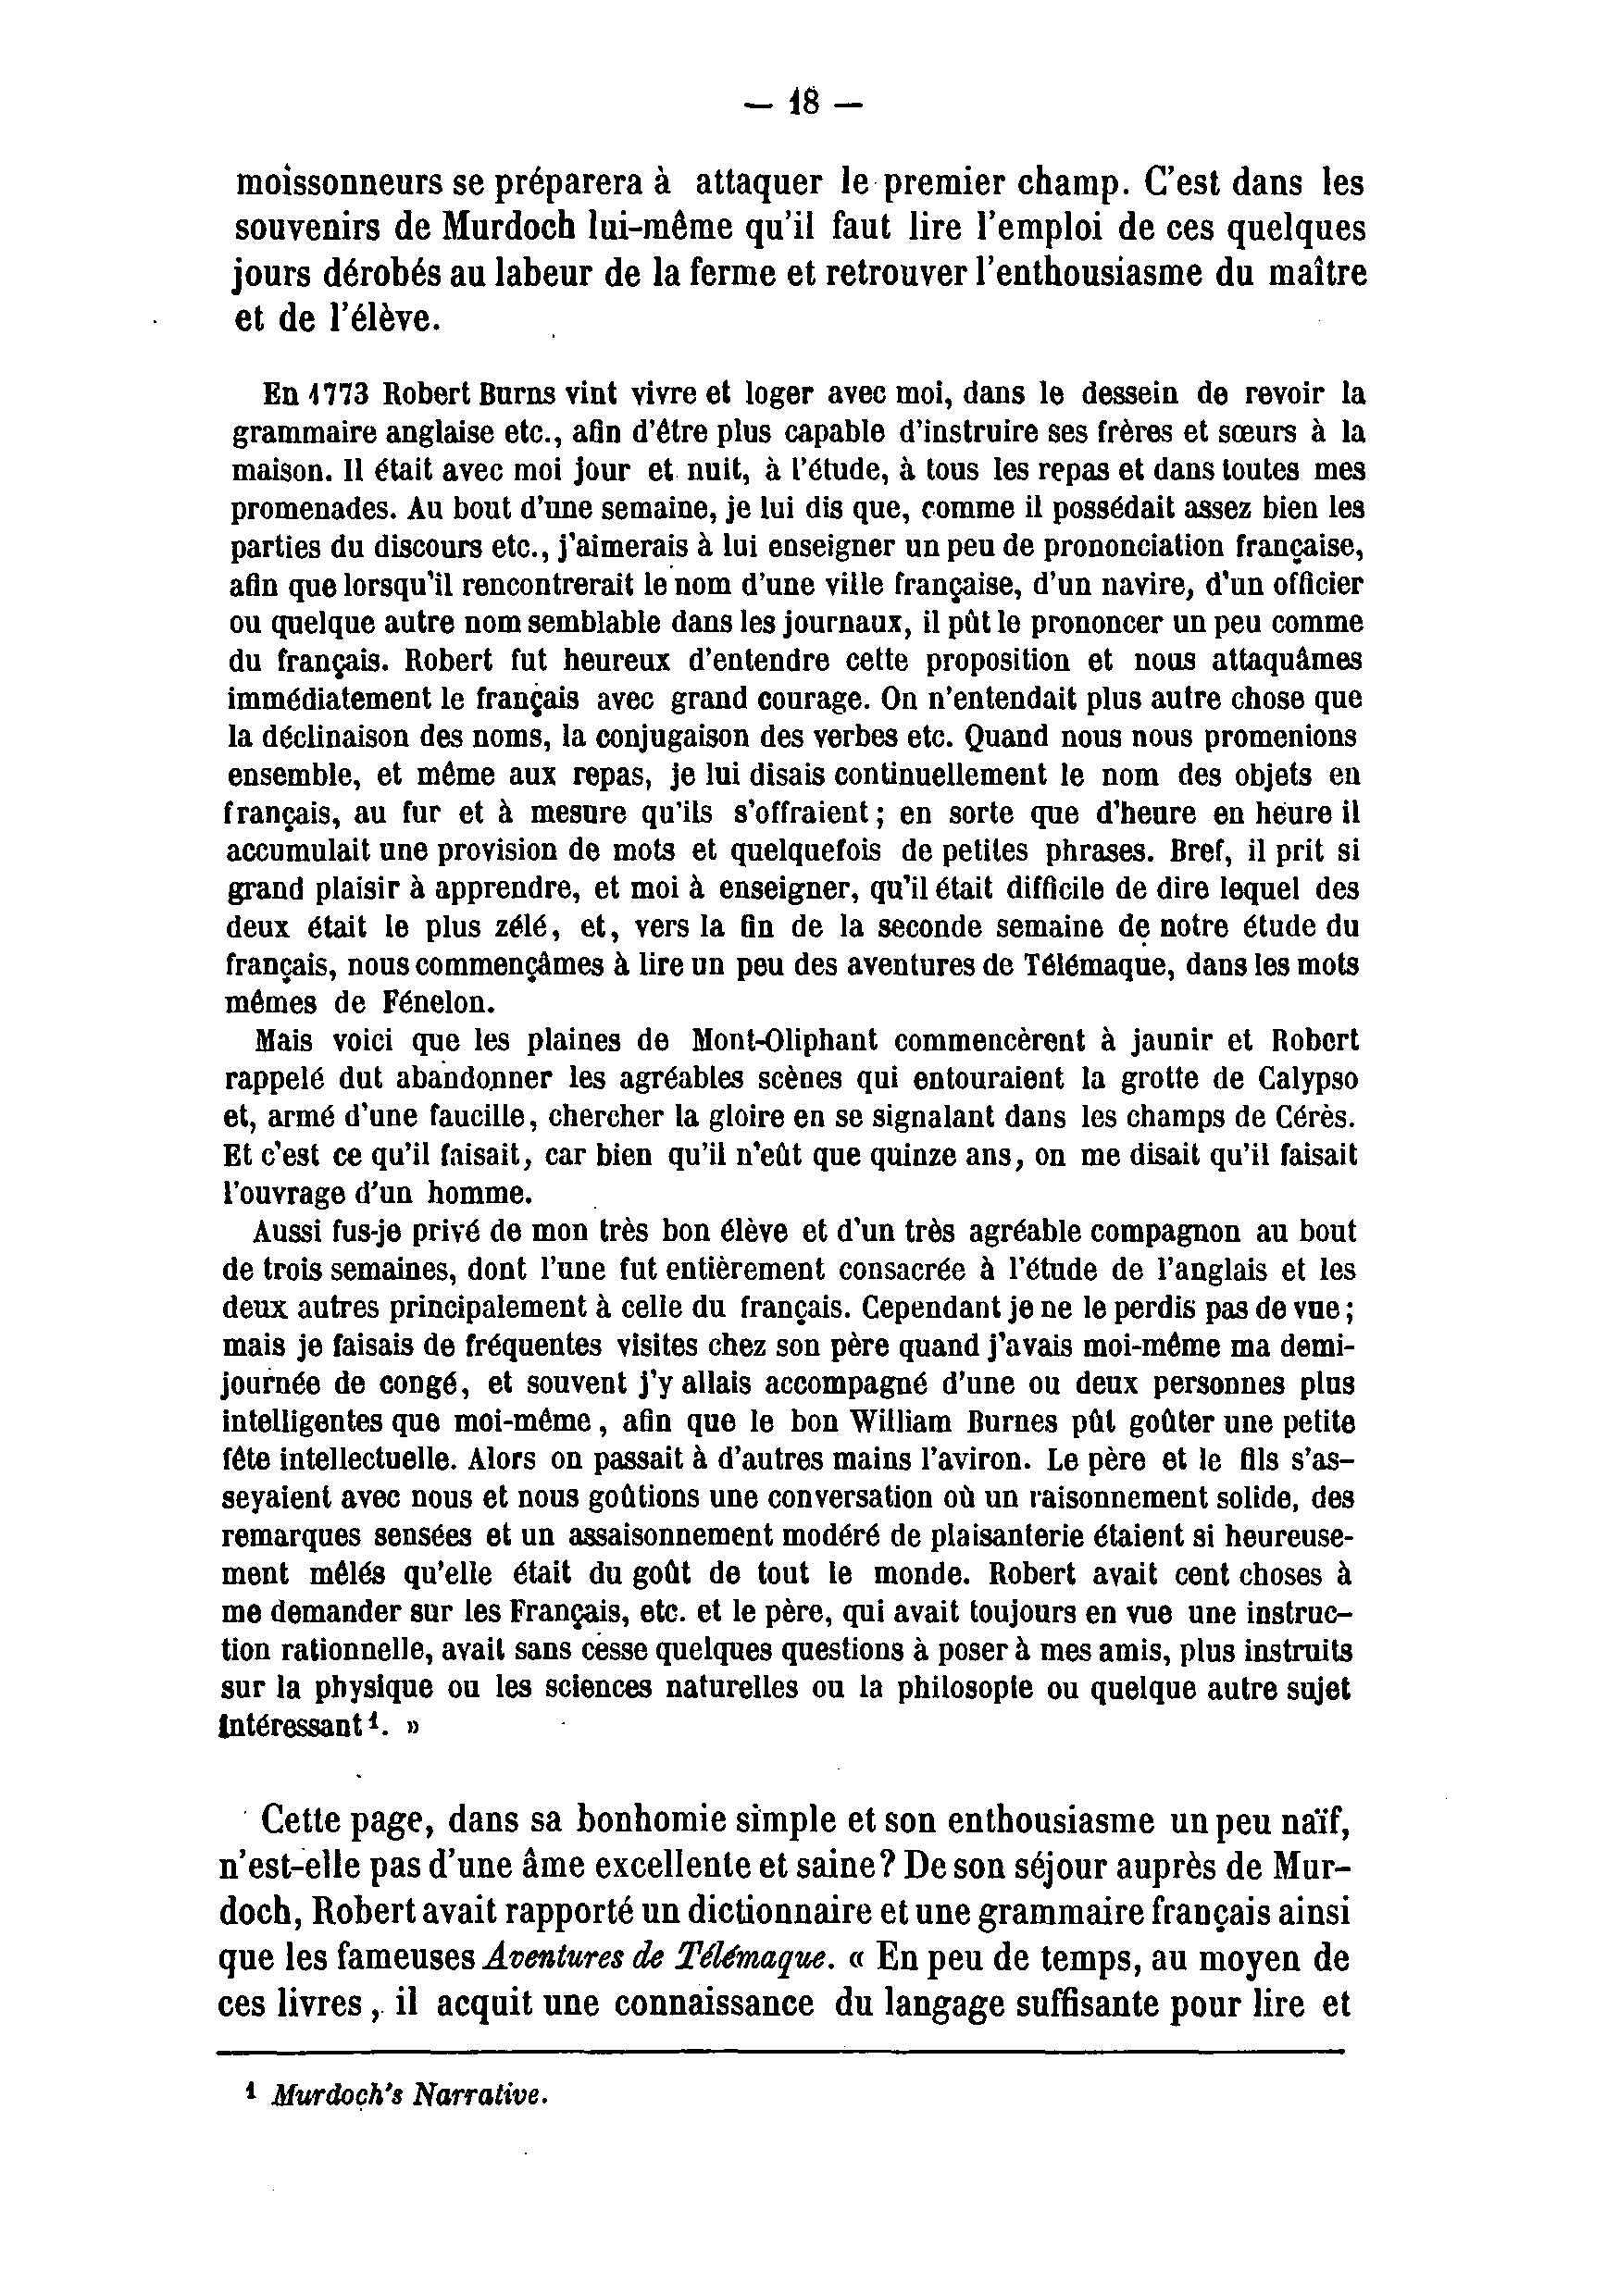 — 18 —
moissonneurs se préparera à attaquer le premier champ. C'est dans les
souvenirs de Murdoch lui-même qu'il faut lire l'emploi de ces quelques
jours dérobés au labeur de la ferme et retrouver l'enthousiasme du maître
et de l'élève.
En 1773 Robert Burns vint vivre et loger avec moi, dans le dessein de revoir la
grammaire anglaise etc., afin d'être plus capable d'instruire ses frères et sœurs à la
maison. Il était avec moi jour et nuit, à l'étude, à tous les repas et dans toutes mes
promenades. Au bout d'une semaine, je lui dis que, comme il possédait assez bien les
parties du discours etc., j'aimerais à lui enseigner un peu de prononciation française,
afin que lorsqu'il rencontrerait le nom d'une ville française, d'un navire, d'un officier
ou quelque autre nom semblable dans les journaux, il pût le prononcer un peu comme
du français. Robert fut heureux d'entendre cette proposition et nous attaquâmes
immédiatement le français avec grand courage. On n'entendait plus autre chose que
la déclinaison des noms, la conjugaison des verbes etc. Quand nous nous promenions
ensemble, et même aux repas, je lui disais continuellement le nom des objets en
français, au fur et à mesure qu'ils s'offraient; en sorte que d'heure en heure il
accumulait une provision de mots et quelquefois de petites phrases. Bref, il prit si
grand plaisir à apprendre, et moi à enseigner, qu'il était difficile de dire lequel des
deux était le plus zélé, et, vers la fin de la seconde semaine de notre étude du
français, nous commençâmes à lire un peu des aventures de Télémaque, dans les mots
mêmes de Fénelon.
Mais voici que les plaines de Mont-Oliphant commencèrent à jaunir et Robert
rappelé dut abandonner les agréables scènes qui entouraient la grotte de Calypso
et, armé d'une faucille, chercher la gloire en se signalant dans les champs de Cérès.
Et c'est ce qu'il faisait, car bien qu'il n'eût que quinze ans, on me disait qu'il faisait
l'ouvrage d'un homme.
Aussi fus-je privé de mon très bon élève et d'un très agréable compagnon au bout
de trois semaines, dont l'une fut entièrement consacrée à l'étude de l'anglais et les
deux autres principalement à celle du français. Cependant je ne le perdis pas de vue;
mais je faisais de fréquentes visites chez son père quand j'avais moi-même ma demi-
journée de congé, et souvent j'y allais accompagné d'une ou deux personnes plus
intelligentes que moi-même, afin que le bon William Burnes pût goûter une petite
fête intellectuelle. Alors on passait à d'autres mains l'aviron. Le père et le fils s'as-
seyaient avec nous et nous goûtions une conversation où un raisonnement solide, des
remarques sensées et un assaisonnement modéré de plaisanterie étaient si heureuse-
ment mêlés qu'elle était du goût de tout le monde. Robert avait cent choses à
me demander sur les Français, etc. et le père, qui avait toujours en vue une instruc-
tion rationnelle, avait sans cesse quelques questions à poser à mes amis, plus instruits
sur la physique ou les sciences naturelles ou la philosopie ou quelque autre sujet
intéressant¹. »
Cette page, dans sa bonhomie simple et son enthousiasme un peu naïf,
n'est-elle pas d'une âme excellente et saine? De son séjour auprès de Mur-
doch, Robert avait rapporté un dictionnaire et une grammaire français ainsi
que les fameuses Aventures de Télémaque. « En peu de temps, au moyen de
ces livres, il acquit une connaissance du langage suffisante pour lire et
¹ Murdoch's Narrative.